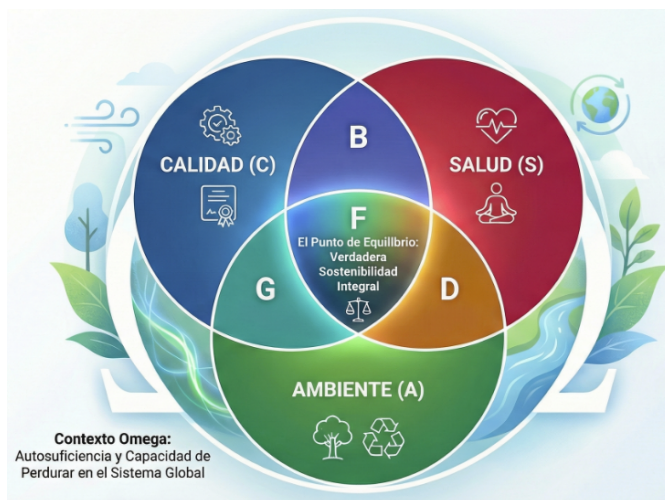 B
CALIDAD (C)
SALUD (S)
F
El Punto de Equilibrio:
Verdadera
Sostenibilidad
Integral
G
D
AMBIENTE (A)
Contexto Omega:
Autosuficiencia y Capacidad de
Perdurar en el Sistema Global